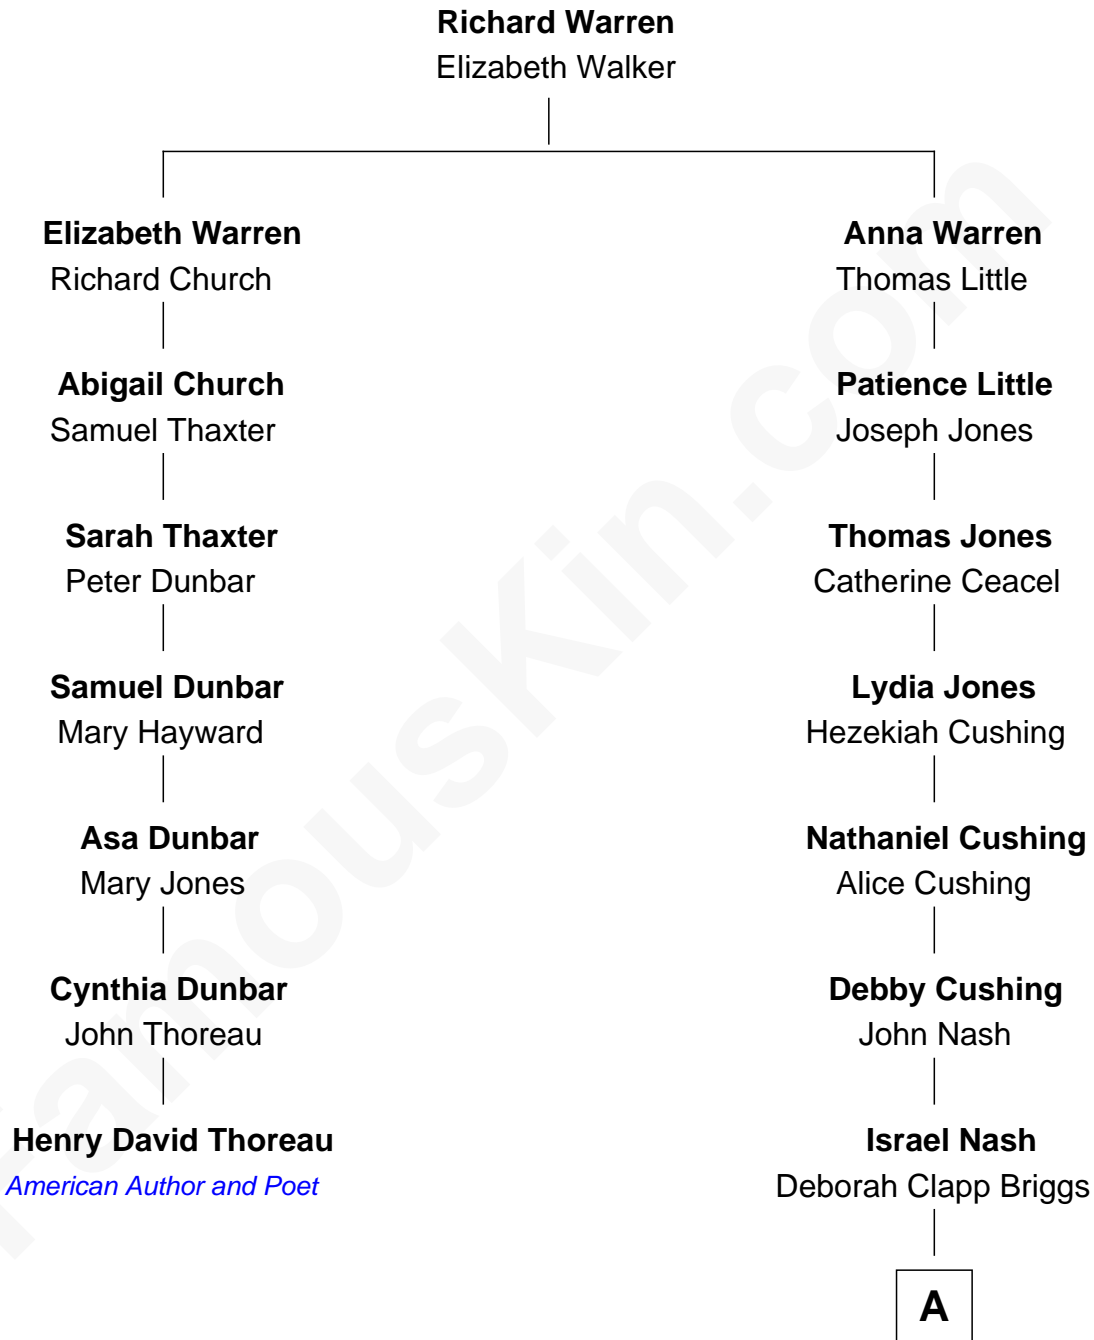 Richard Warren
Elizabeth Walker
Elizabeth Warren
Richard Church
Anna Warren
Thomas Little
Abigail Church
Samuel Thaxter
Patience Little
Joseph Jones
Sarah Thaxter
Peter Dunbar
Thomas Jones
Catherine Ceacel
Samuel Dunbar
Mary Hayward
Lydia Jones
Hezekiah Cushing
Asa Dunbar
Mary Jones
Nathaniel Cushing
Alice Cushing
Cynthia Dunbar
John Thoreau
Debby Cushing
John Nash
Henry David Thoreau
American Author and Poet
Israel Nash
Deborah Clapp Briggs
A
FamousKin.com